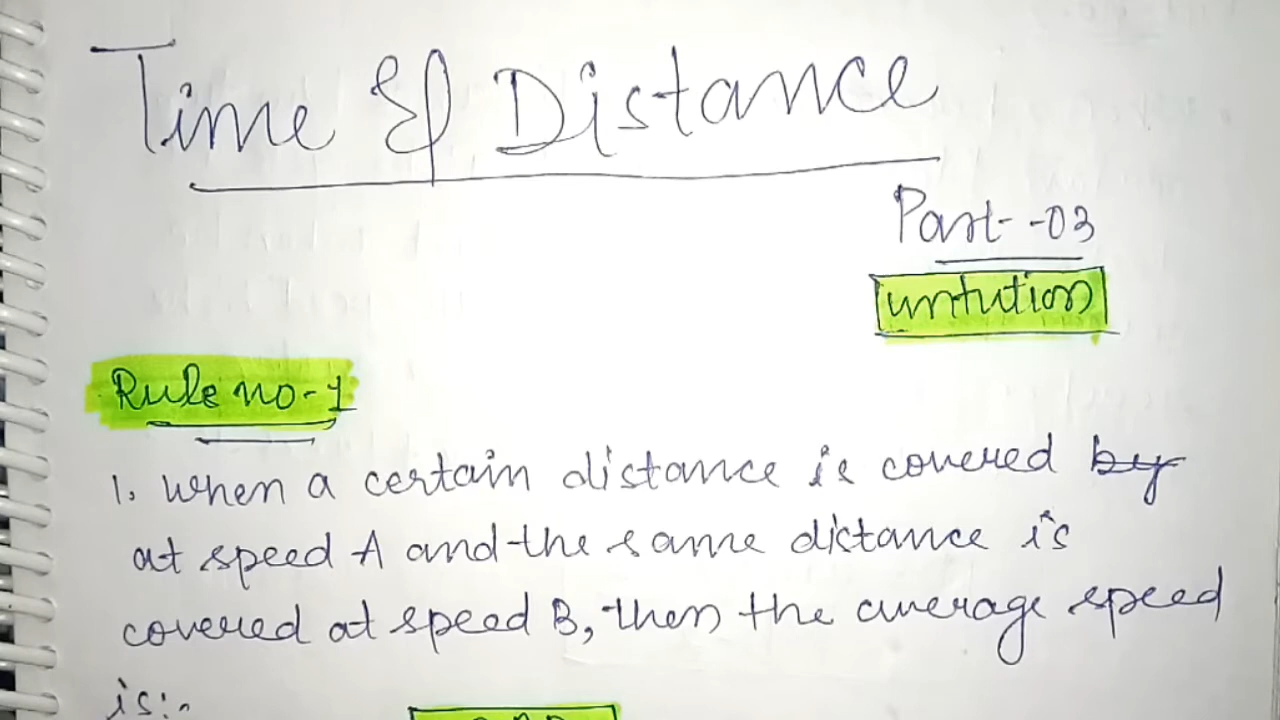 Time & Distance
Part-03
untution
Rule no-1
1. When a certain distance is covered by
at speed A and the same distance is
covered at speed B, then the average speed
is:-